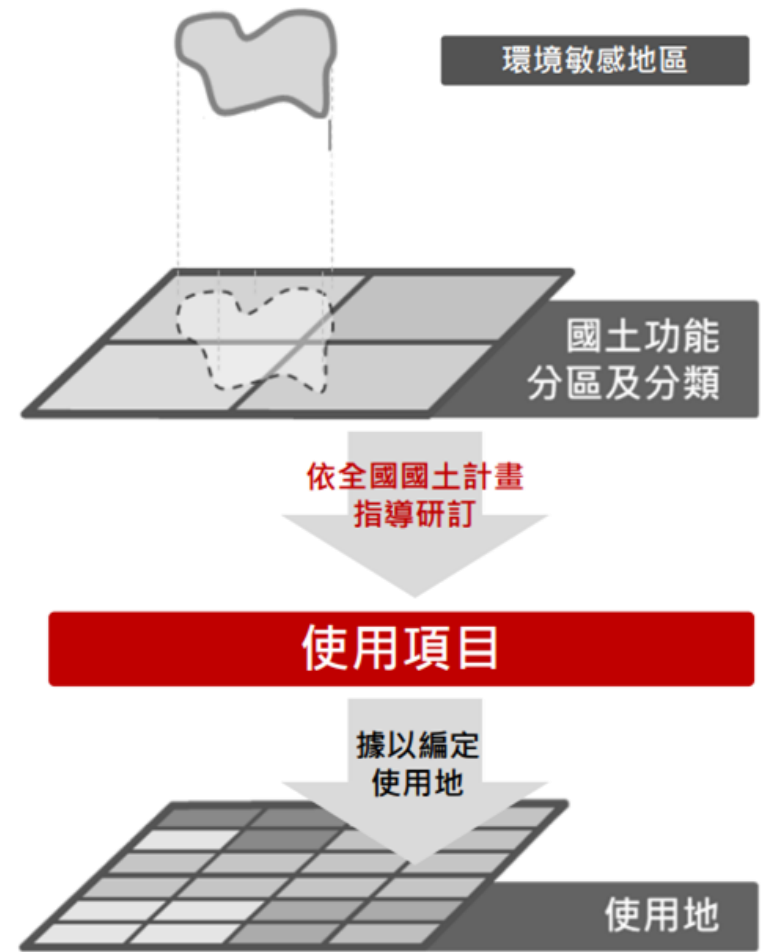 環境敏感地區
國土功能
分區及分類
依全國國土計畫
指導研訂
使用項目
據以編定
使用地
使用地